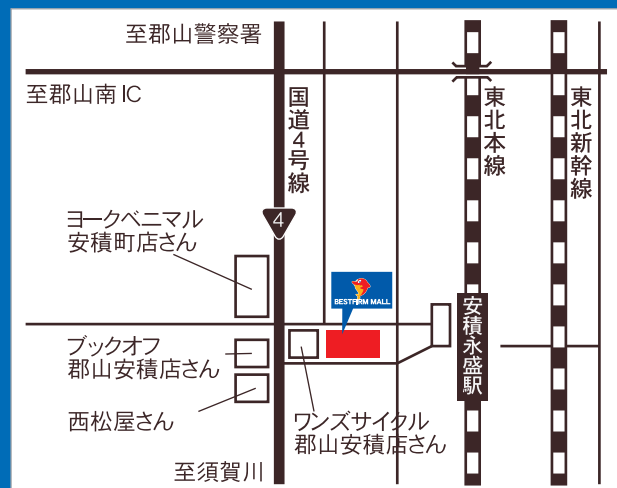 至郡山警察署
至郡山南IC
国道4号線
東北本線
東北新幹線
4
ヨークベニマル
安積町店さん
BESTFIRM MALL
安積永盛駅
ブックオフ
郡山安積店さん
西松屋さん
ワンズサイクル
郡山安積店さん
至須賀川